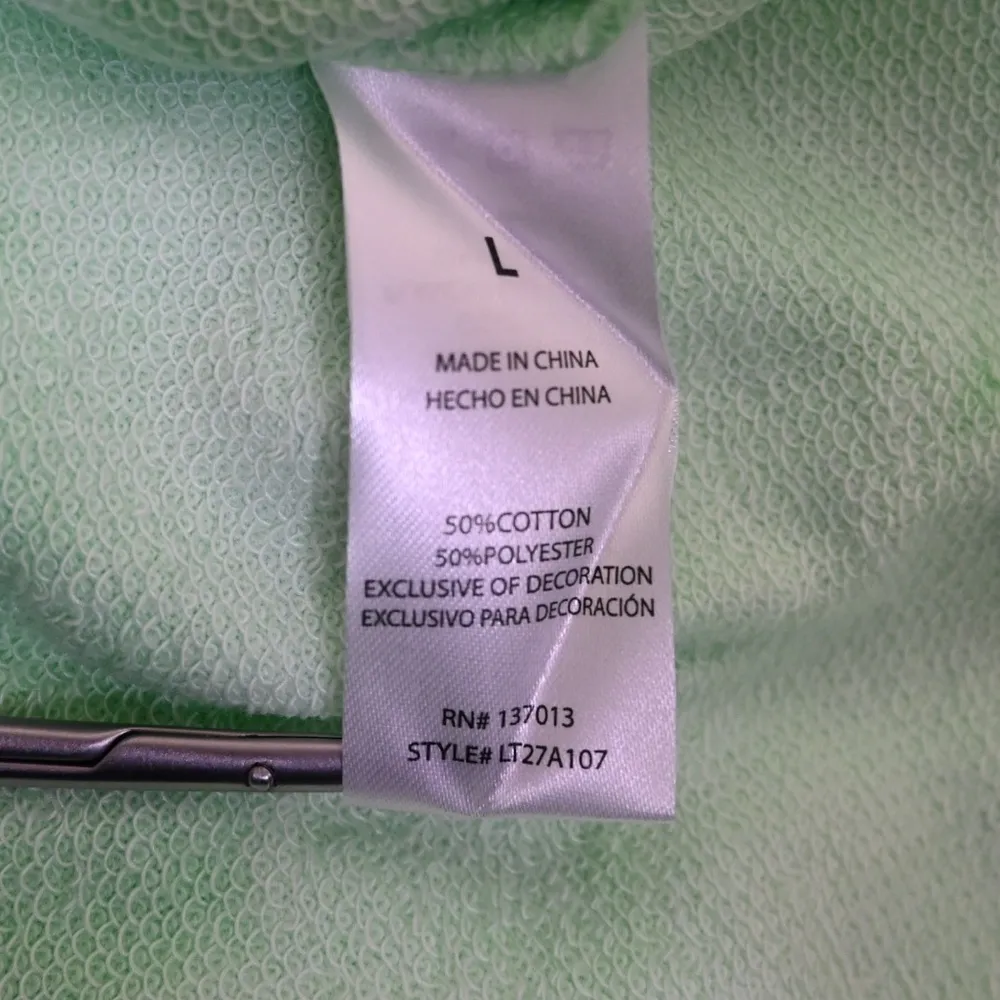 L
MADE IN CHINA
HECHO EN CHINA
50%COTTON
50%POLYESTER
EXCLUSIVE OF DECORATION
EXCLUSIVO PARA DECORACIÓN
RN# 137013
STYLE# LT27A107